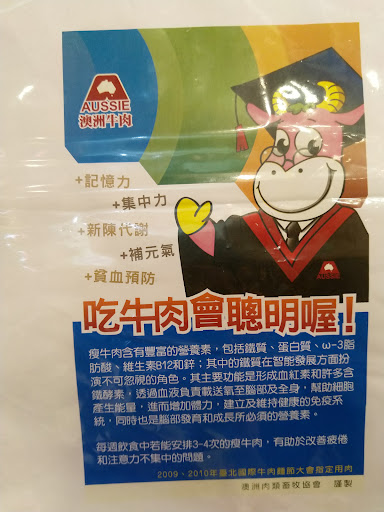 AUSSIE
澳洲牛肉
+記憶力
+集中力
+新陳代謝
+補元氣
+貧血預防
吃牛肉會聰明喔！
瘦牛肉含有豐富的營養素，包括鐵質、蛋白質、ω-3脂
肪酸、維生素B12和鋅；其中的鐵質在智能發展方面扮
演不可忽視的角色。其主要功能是形成血紅素和許多含
鐵酵素，透過血液負責載送氧至腦部及全身，幫助細胞
產生能量，進而增加體力，建立及維持健康的免疫系
統，同時也是腦部發育和成長所必須的營養素。
每週飲食中若能安排3-4次的瘦牛肉，有助於改善疲倦
和注意力不集中的問題。
2009、2010年臺北國際牛肉麵節大會指定用肉
澳洲肉類畜牧協會 謹製